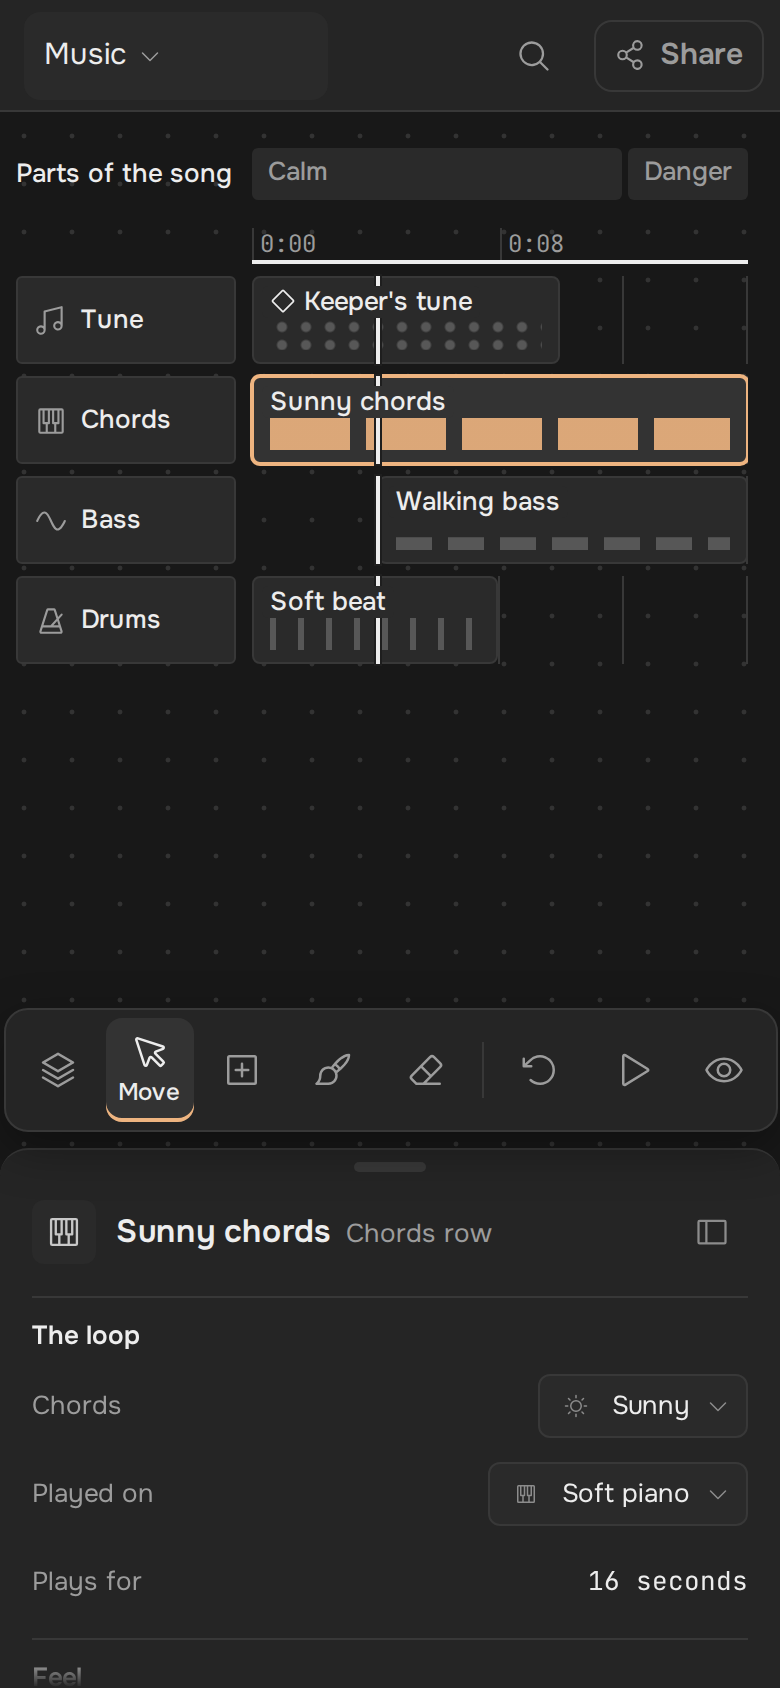 Music
Share
Parts of the song
Calm
Danger
0:00
0:08
Tune
Keeper's tune
Chords
Sunny chords
Bass
Walking bass
Drums
Soft beat
Move
Sunny chords Chords row
The loop
Chords
Sunny
Played on
Soft piano
Plays for
16 seconds
Feel